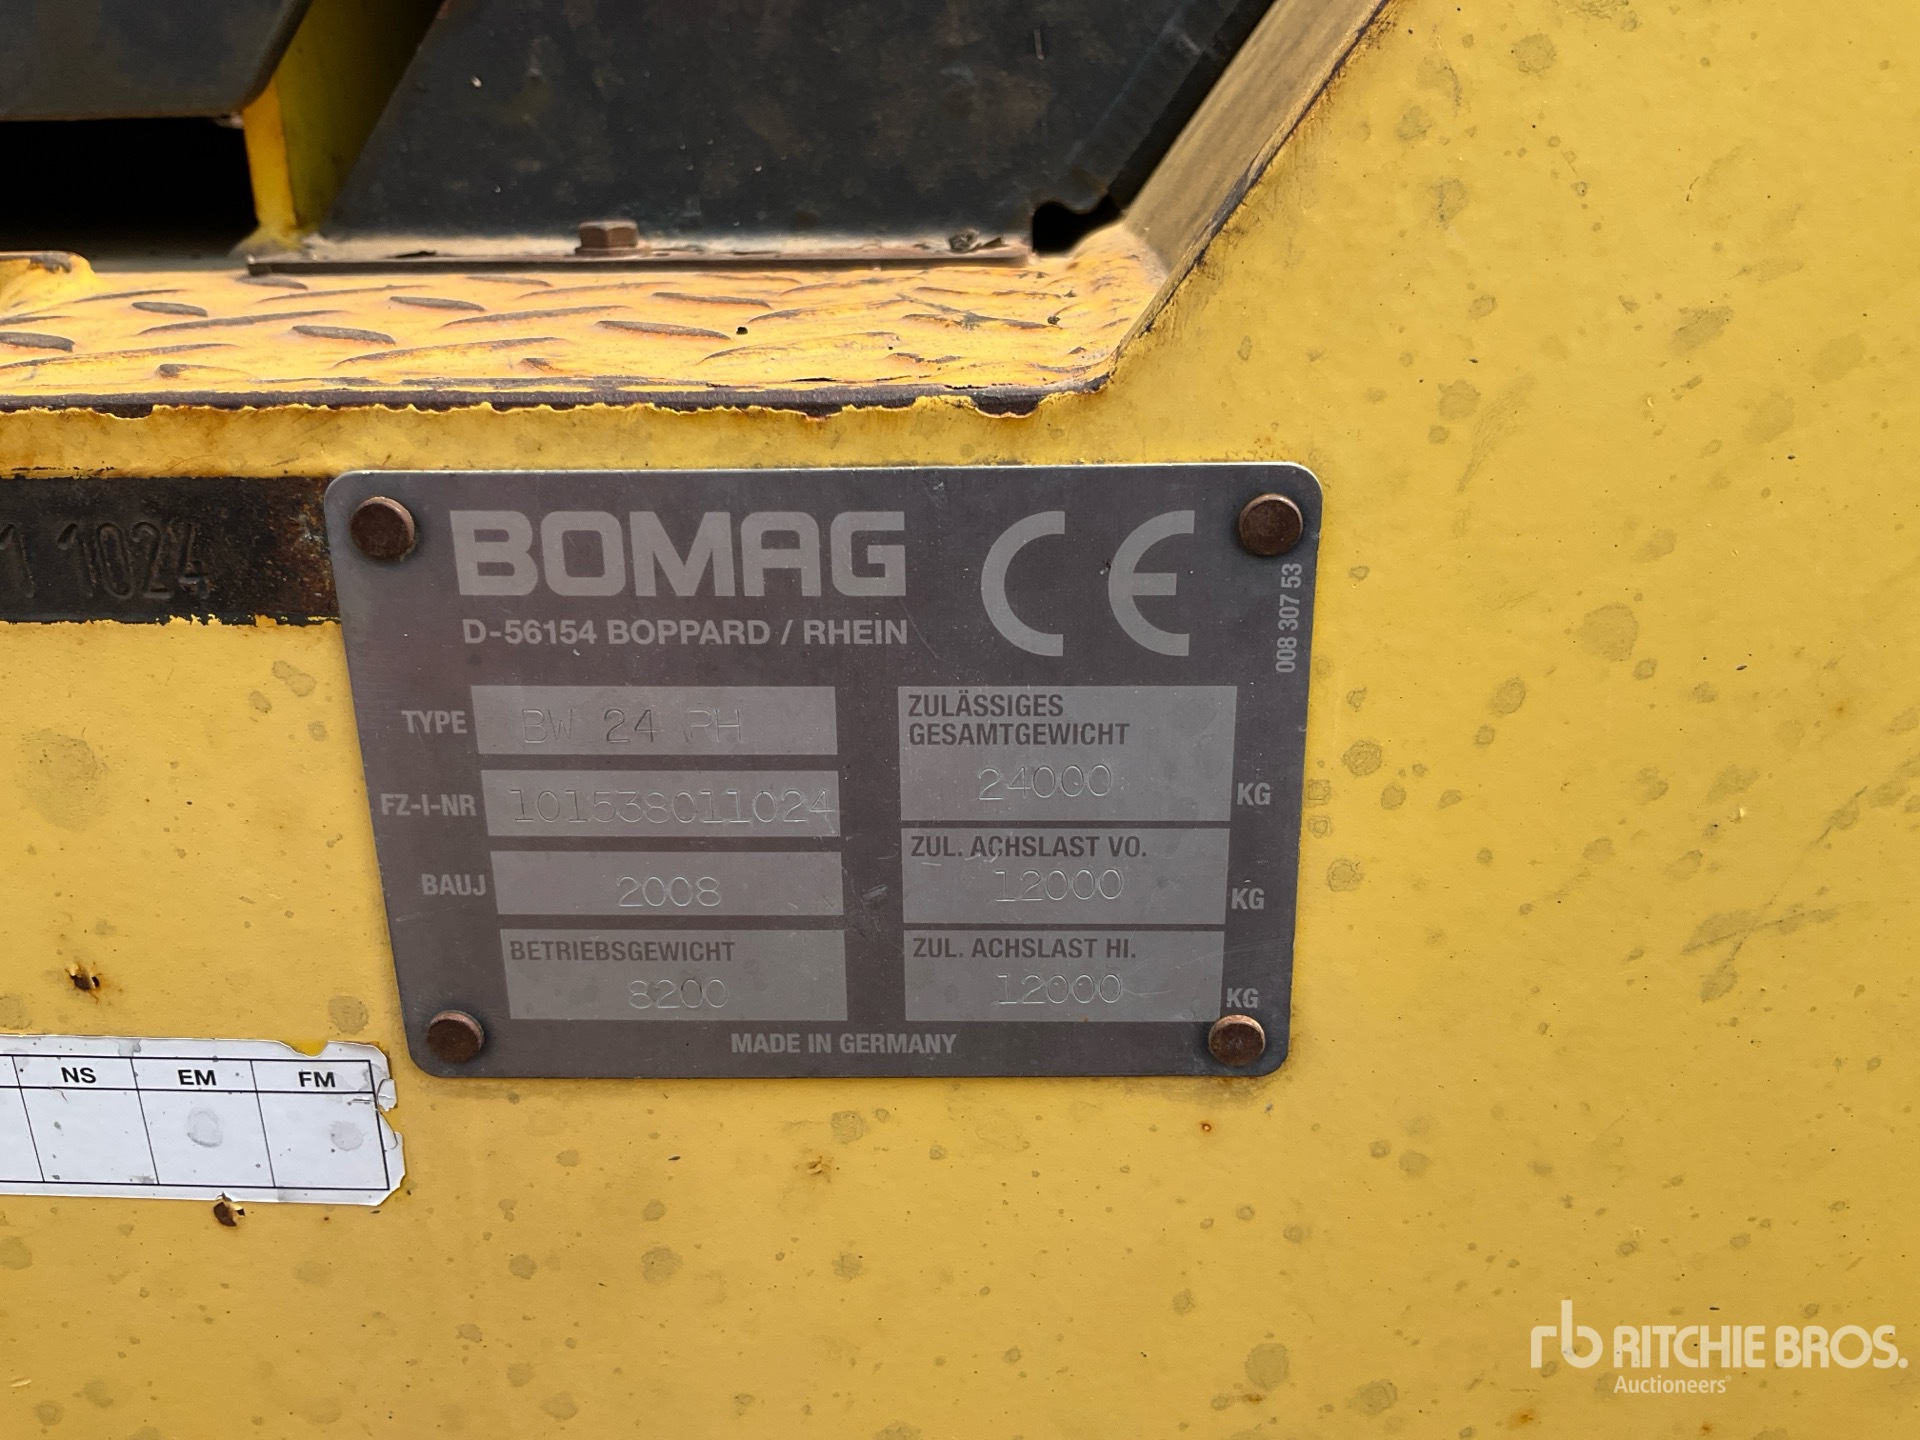 1 1024
BOMAG CE
D-56154 BOPPARD / RHEIN
008 307 53
TYPE BW 24 RH
FZ-I-NR 101538011024
BAUJ 2008
BETRIEBSGEWICHT
8200
ZULÄSSIGES
GESAMTGEWICHT
24000 KG
ZUL. ACHSLAST VO.
12000 KG
ZUL. ACHSLAST HI.
12000 KG
MADE IN GERMANY
NS EM FM
rb RITCHIE BROS.
Auctioneers